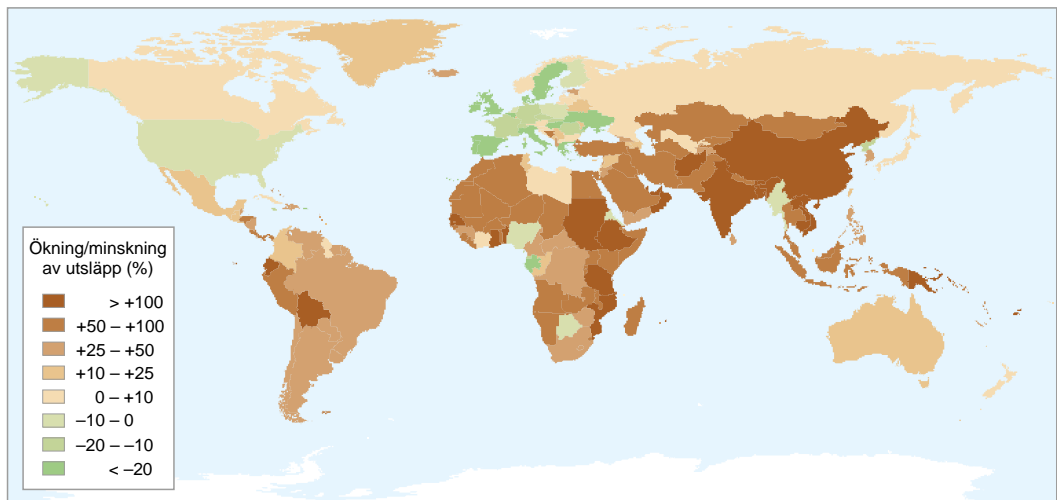 Ökning/minskning
av utsläpp (%)
> +100
+50 – +100
+25 – +50
+10 – +25
0 – +10
–10 – 0
–20 – –10
< –20